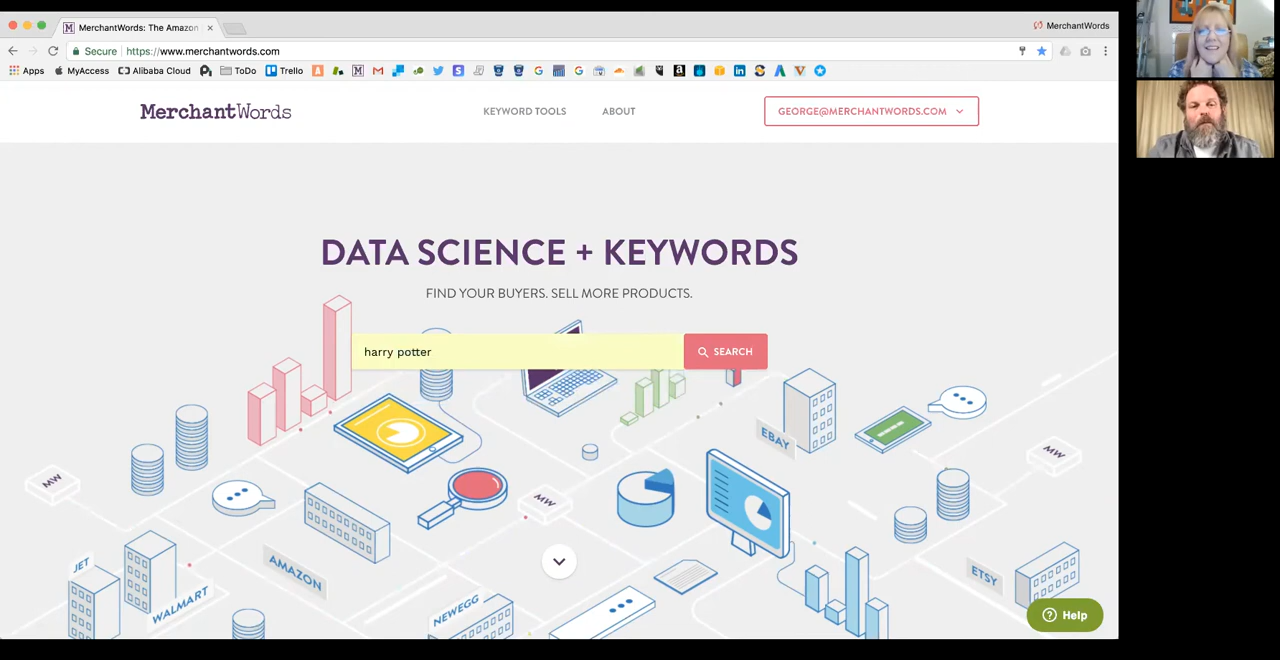 MerchantWords: The Amazon
MerchantWords
Secure
https://www.merchantwords.com
Apps
MyAccess
Alibaba Cloud
ToDo
Trello
MerchantWords
KEYWORD TOOLS
ABOUT
GEORGE@MERCHANTWORDS.COM
DATA SCIENCE + KEYWORDS
FIND YOUR BUYERS. SELL MORE PRODUCTS.
harry potter
SEARCH
EBAY
MW
MW
MW
JET
AMAZON
WALMART
NEWEGG
ETSY
Help